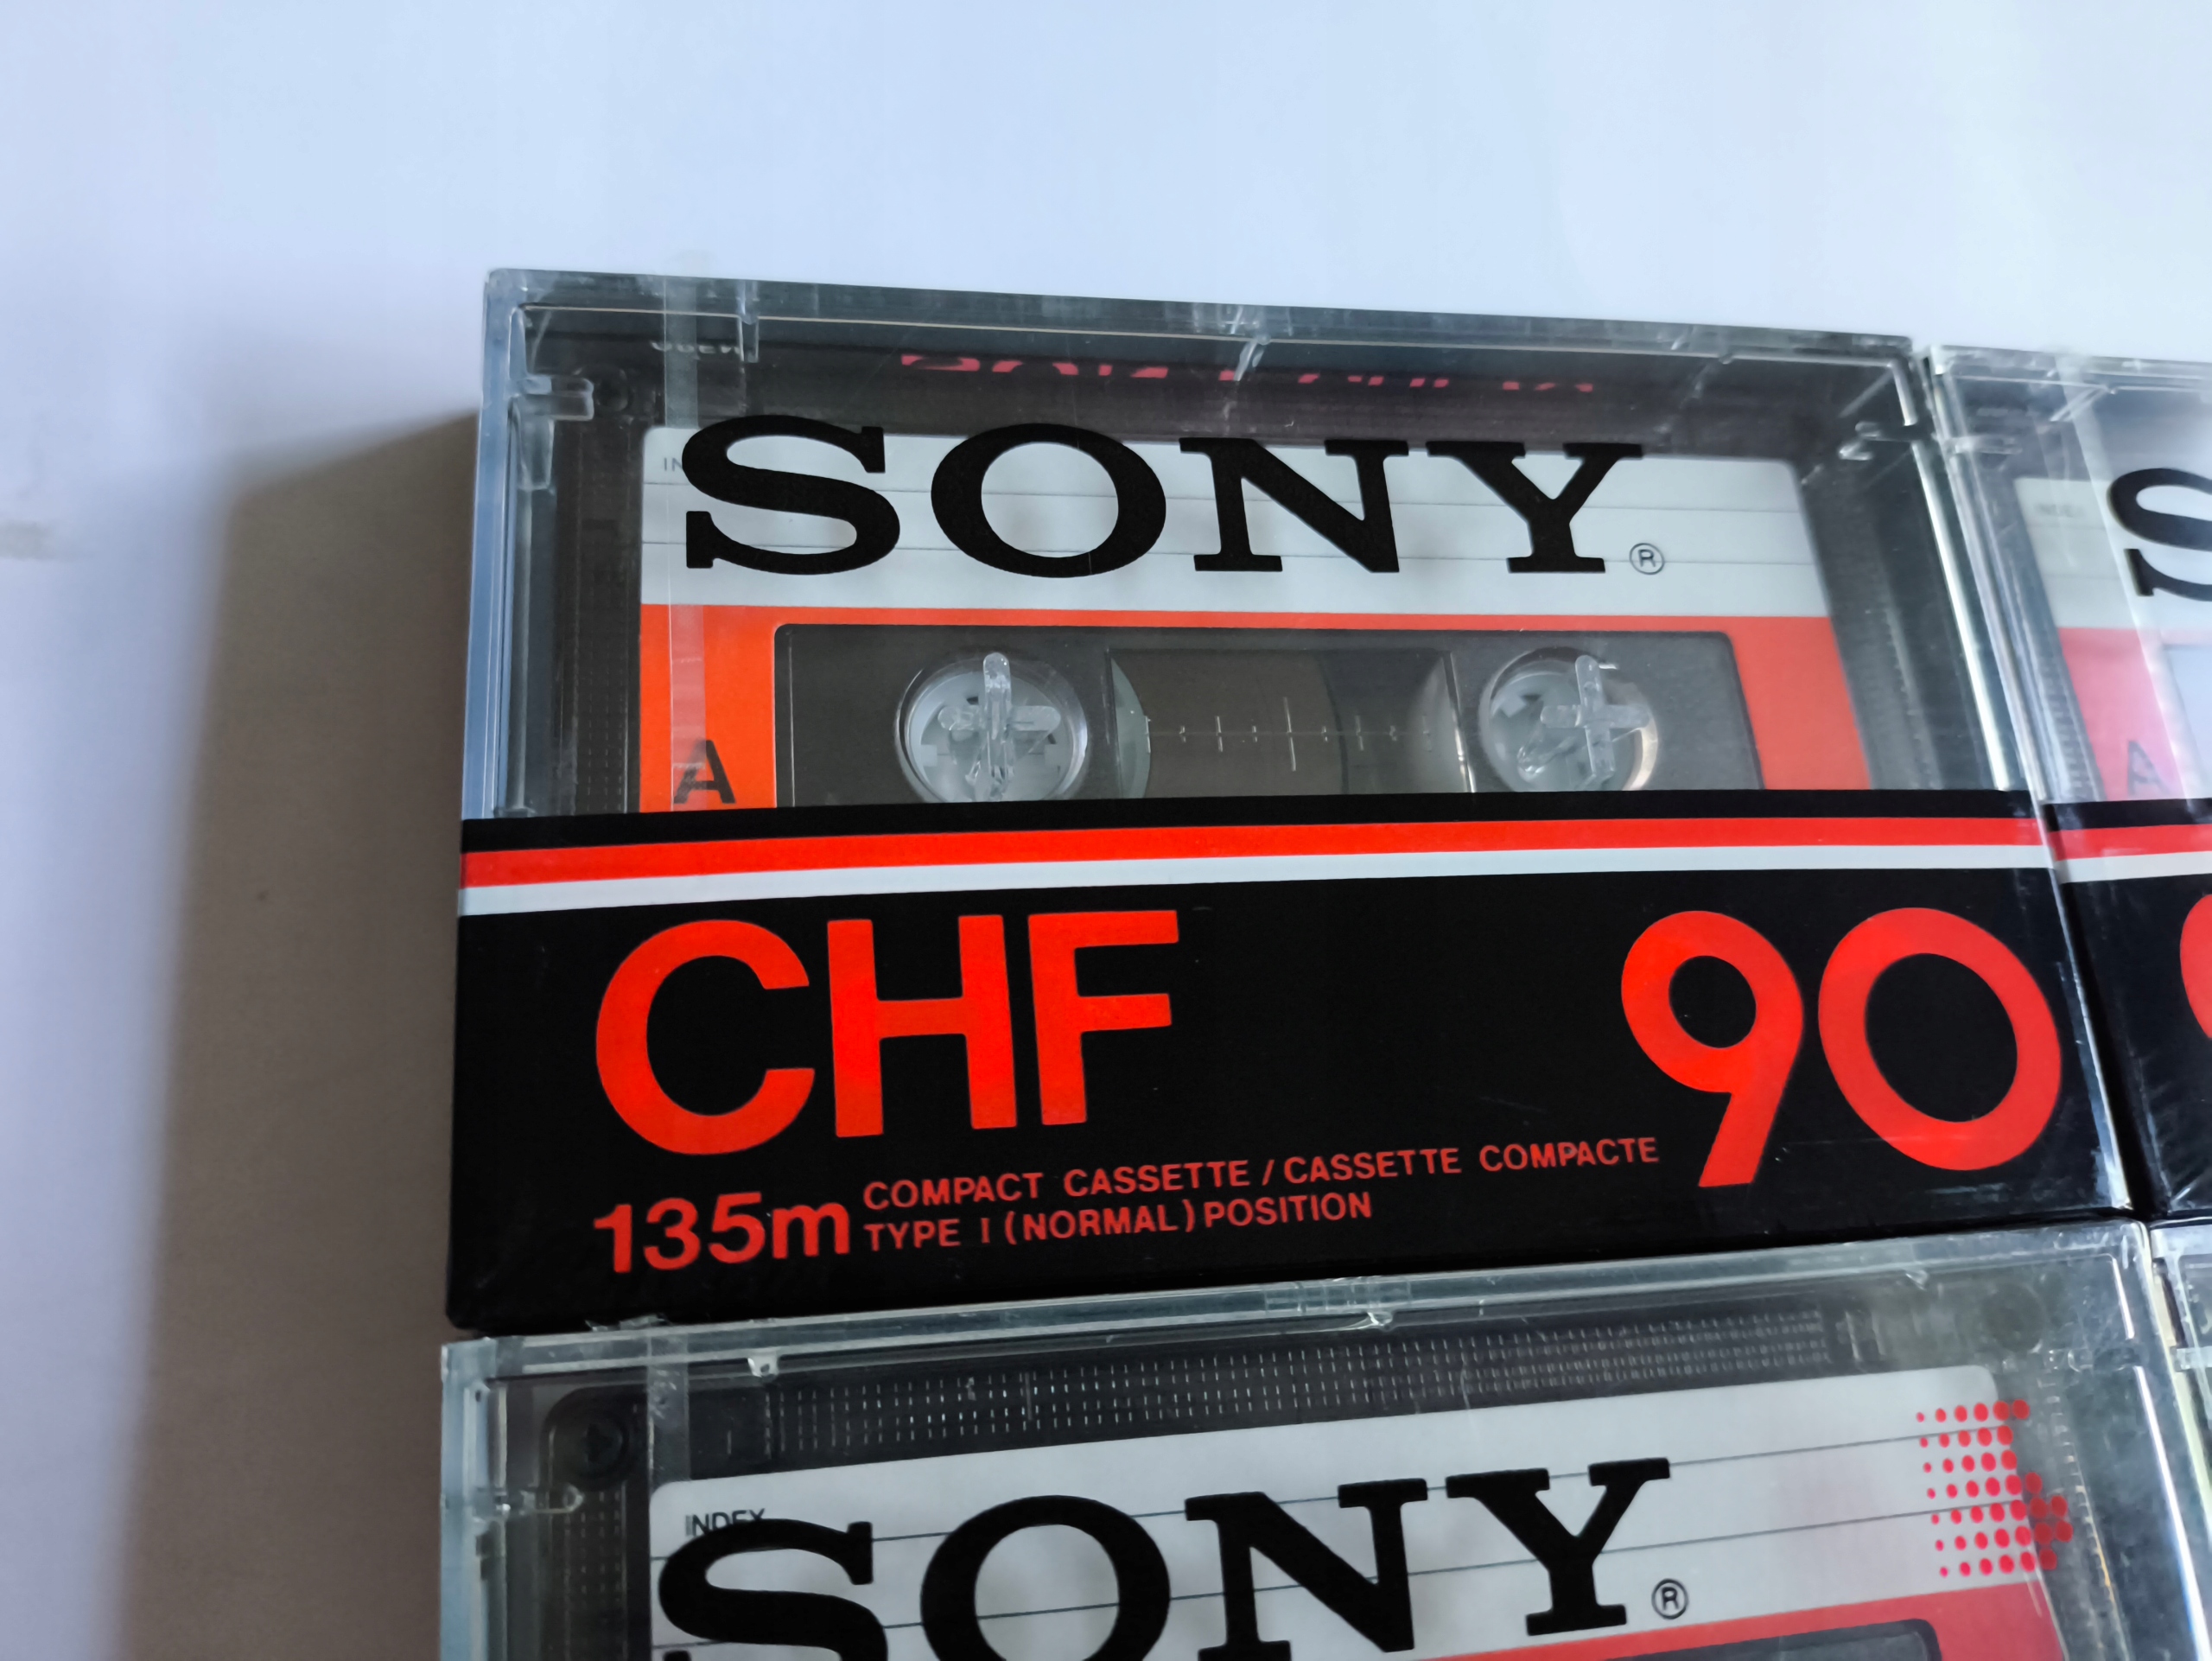 SONY®
A
CHF 90
135m COMPACT CASSETTE / CASSETTE COMPACTE
TYPE I (NORMAL) POSITION
INDEX
SONY®